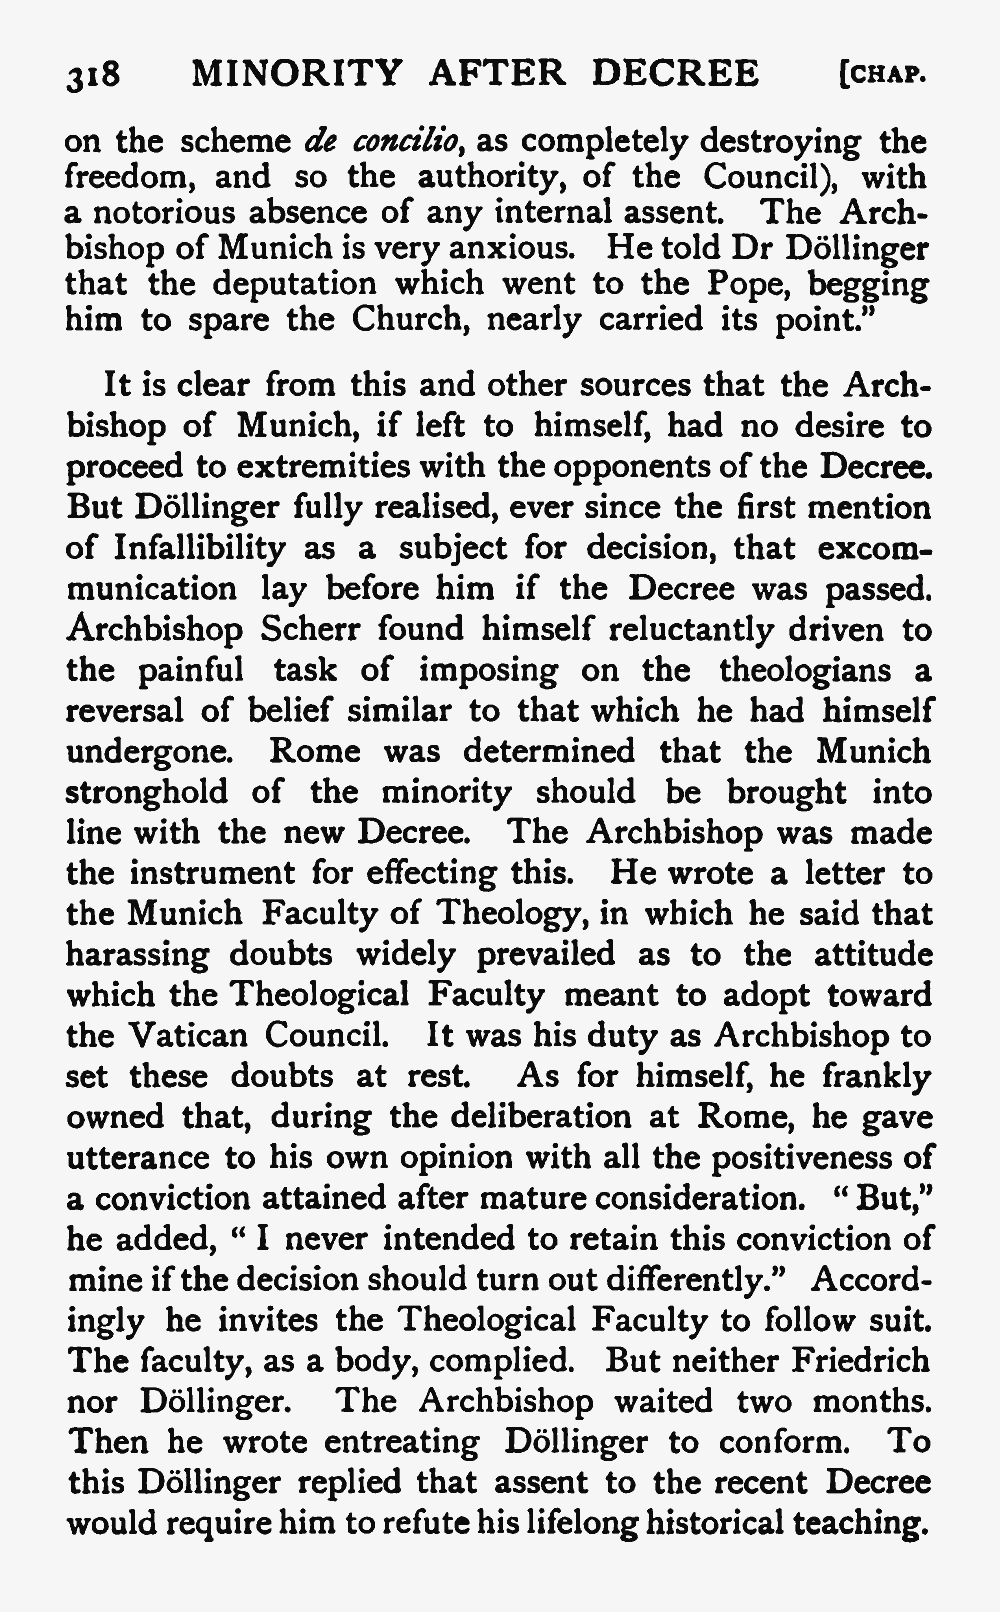 318 MINORITY AFTER DECREE [CHAP.
on the scheme de concilio, as completely destroying the
freedom, and so the authority, of the Council), with
a notorious absence of any internal assent. The Arch-
bishop of Munich is very anxious. He told Dr Döllinger
that the deputation which went to the Pope, begging
him to spare the Church, nearly carried its point.”
It is clear from this and other sources that the Arch-
bishop of Munich, if left to himself, had no desire to
proceed to extremities with the opponents of the Decree.
But Döllinger fully realised, ever since the first mention
of Infallibility as a subject for decision, that excom-
munication lay before him if the Decree was passed.
Archbishop Scherr found himself reluctantly driven to
the painful task of imposing on the theologians a
reversal of belief similar to that which he had himself
undergone. Rome was determined that the Munich
stronghold of the minority should be brought into
line with the new Decree. The Archbishop was made
the instrument for effecting this. He wrote a letter to
the Munich Faculty of Theology, in which he said that
harassing doubts widely prevailed as to the attitude
which the Theological Faculty meant to adopt toward
the Vatican Council. It was his duty as Archbishop to
set these doubts at rest. As for himself, he frankly
owned that, during the deliberation at Rome, he gave
utterance to his own opinion with all the positiveness of
a conviction attained after mature consideration. “ But,”
he added, “ I never intended to retain this conviction of
mine if the decision should turn out differently.” Accord-
ingly he invites the Theological Faculty to follow suit.
The faculty, as a body, complied. But neither Friedrich
nor Döllinger. The Archbishop waited two months.
Then he wrote entreating Döllinger to conform. To
this Döllinger replied that assent to the recent Decree
would require him to refute his lifelong historical teaching.